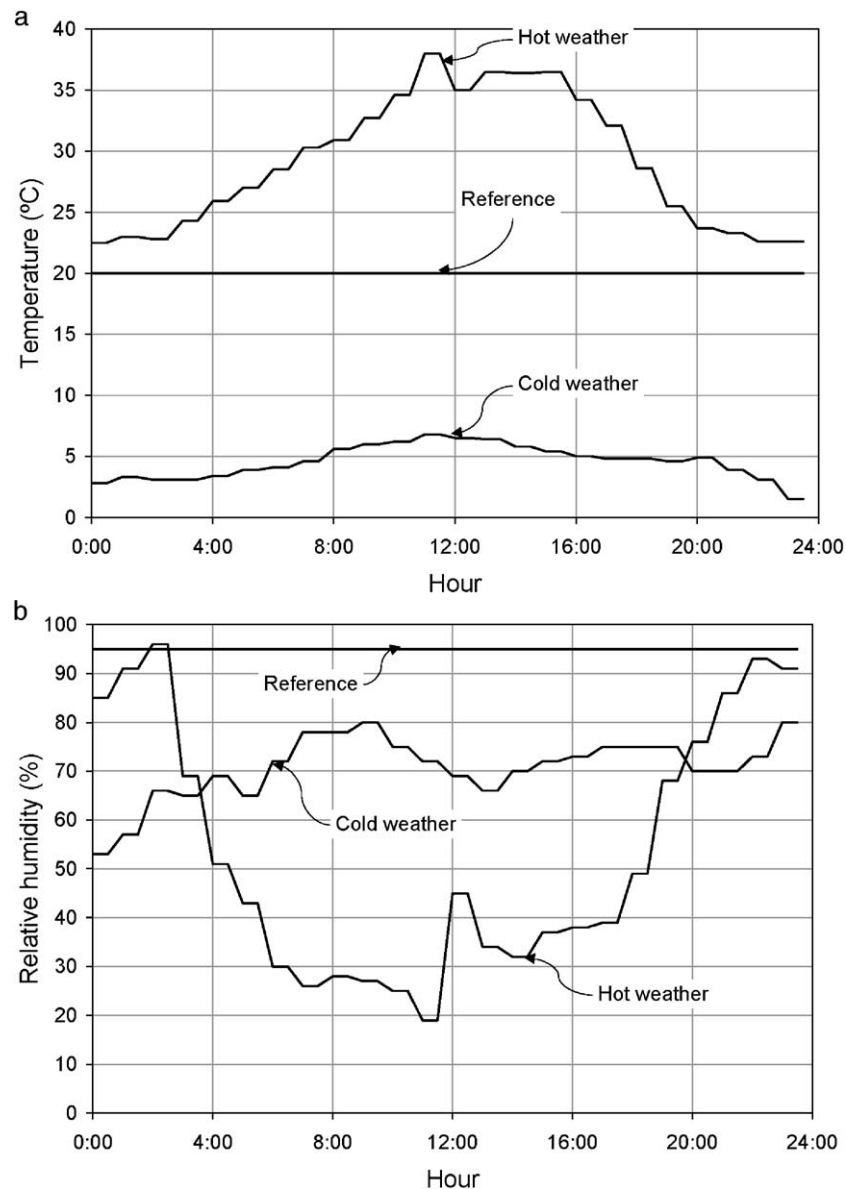 a
40
35
30
25
20
15
10
5
0
Temperature (ºC)
Hot weather
Reference
Cold weather
0:00 4:00 8:00 12:00 16:00 20:00 24:00
Hour
b
100
90
80
70
60
50
40
30
20
10
0
Relative humidity (%)
Reference
Cold weather
Hot weather
0:00 4:00 8:00 12:00 16:00 20:00 24:00
Hour